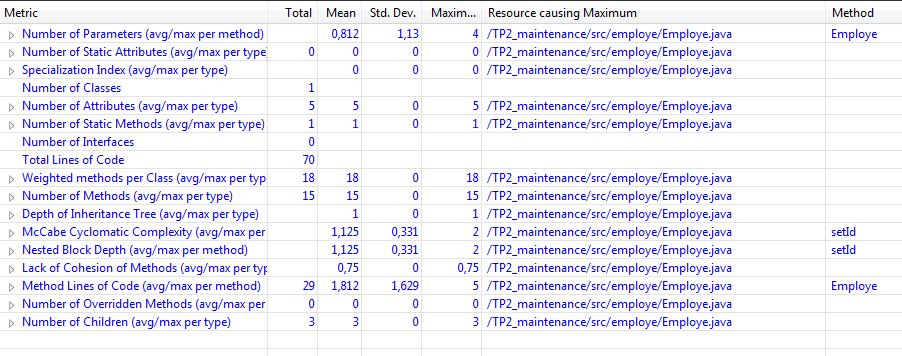 Metric Total Mean Std. Dev. Maxim... Resource causing Maximum Method
Number of Parameters (avg/max per method) 0,812 1,13 4 /TP2_maintenance/src/employe/Employe.java Employe
Number of Static Attributes (avg/max per type) 0 0 0 0 /TP2_maintenance/src/employe/Employe.java
Specialization Index (avg/max per type) 0 0 0 /TP2_maintenance/src/employe/Employe.java
Number of Classes 1
Number of Attributes (avg/max per type) 5 5 0 5 /TP2_maintenance/src/employe/Employe.java
Number of Static Methods (avg/max per type) 1 1 0 1 /TP2_maintenance/src/employe/Employe.java
Number of Interfaces 0
Total Lines of Code 70
Weighted methods per Class (avg/max per typ 18 18 0 18 /TP2_maintenance/src/employe/Employe.java
Number of Methods (avg/max per type) 15 15 0 15 /TP2_maintenance/src/employe/Employe.java
Depth of Inheritance Tree (avg/max per type) 1 0 1 /TP2_maintenance/src/employe/Employe.java
McCabe Cyclomatic Complexity (avg/max per 1,125 0,331 2 /TP2_maintenance/src/employe/Employe.java setId
Nested Block Depth (avg/max per method) 1,125 0,331 2 /TP2_maintenance/src/employe/Employe.java setId
Lack of Cohesion of Methods (avg/max per typ 0,75 0 0,75 /TP2_maintenance/src/employe/Employe.java
Method Lines of Code (avg/max per method) 29 1,812 1,629 5 /TP2_maintenance/src/employe/Employe.java Employe
Number of Overridden Methods (avg/max per 0 0 0 0 /TP2_maintenance/src/employe/Employe.java
Number of Children (avg/max per type) 3 3 0 3 /TP2_maintenance/src/employe/Employe.java